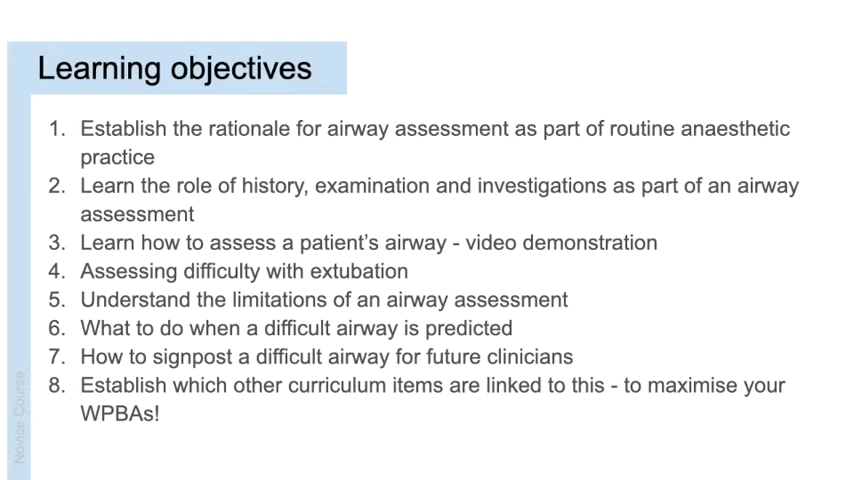 Learning objectives
1. Establish the rationale for airway assessment as part of routine anaesthetic
practice
2. Learn the role of history, examination and investigations as part of an airway
assessment
3. Learn how to assess a patient's airway - video demonstration
4. Assessing difficulty with extubation
5. Understand the limitations of an airway assessment
6. What to do when a difficult airway is predicted
7. How to signpost a difficult airway for future clinicians
8. Establish which other curriculum items are linked to this - to maximise your
WPBAs!
Novice Course